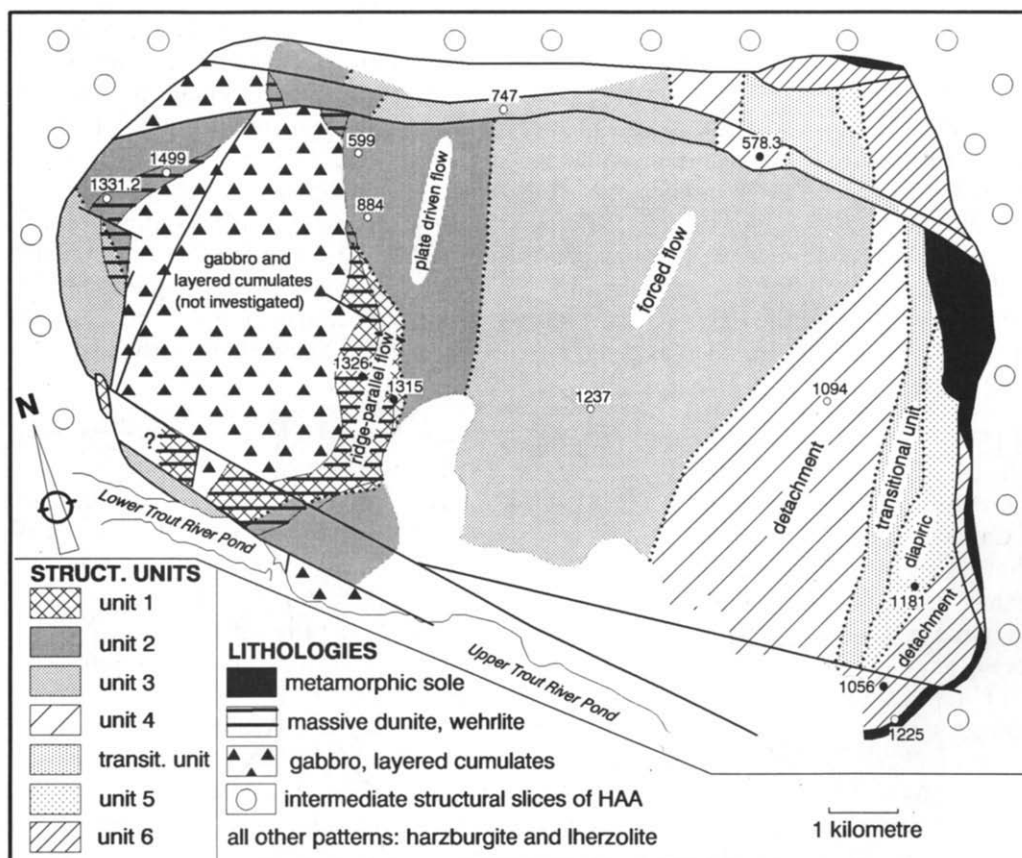 747
578.3
599
1499
1331.2
884
plate driven flow
forced flow
gabbro and
layered cumulates
(not investigated)
1326
1315
ridge-parallel flow
1237
1094
detachment
transitional unit
diapiric
1181
detachment
1056
1225
N
?
Lower Trout River Pond
Upper Trout River Pond
STRUCT. UNITS
unit 1
unit 2
unit 3
unit 4
transit. unit
unit 5
unit 6
LITHOLOGIES
metamorphic sole
massive dunite, wehrlite
gabbro, layered cumulates
intermediate structural slices of HAA
all other patterns: harzburgite and lherzolite
1 kilometre